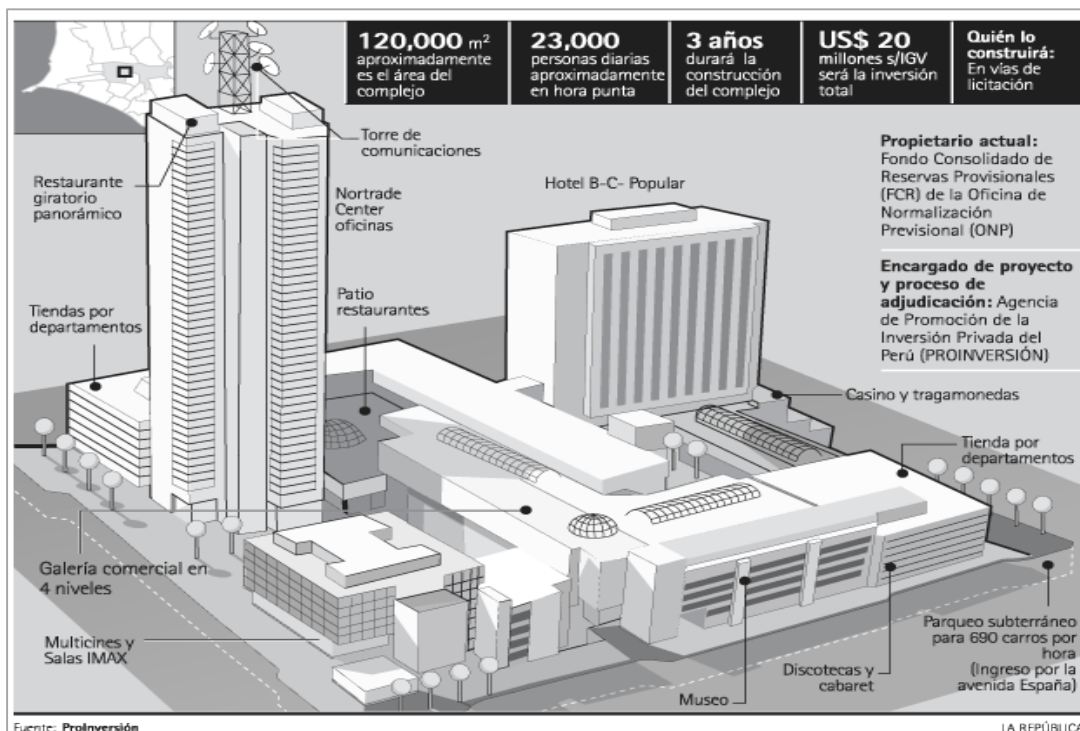 120,000 m²
aproximadamente
es el área del
complejo
23,000
personas diarias
aproximadamente
en hora punta
3 años
durará la
construcción
del complejo
US$ 20
millones s/IGV
será la inversión
total
Quién lo
construirá:
En vías de
licitación
Propietario actual:
Fondo Consolidado de
Reservas Provisionales
(FCR) de la Oficina de
Normalización
Previsional (ONP)
Encargado de proyecto
y proceso de
adjudicación: Agencia
de Promoción de la
Inversión Privada del
Perú (PROINVERSIÓN)
Torre de
comunicaciones
Restaurante
giratorio
panorámico
Nortrade
Center
oficinas
Hotel B-C- Popular
Tiendas por
departamentos
Patio
restaurantes
Casino y tragamonedas
Tienda por
departamentos
Galería comercial en
4 niveles
Multicines y
Salas IMAX
Museo
Discotecas y
cabaret
Parqueo subterráneo
para 690 carros por
hora
(Ingreso por la
avenida España)
Fuente: ProInversión
LA REPÚBLICA